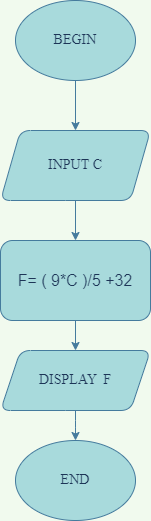 BEGIN
INPUT C
F= ( 9*C )/5 +32
DISPLAY F
END